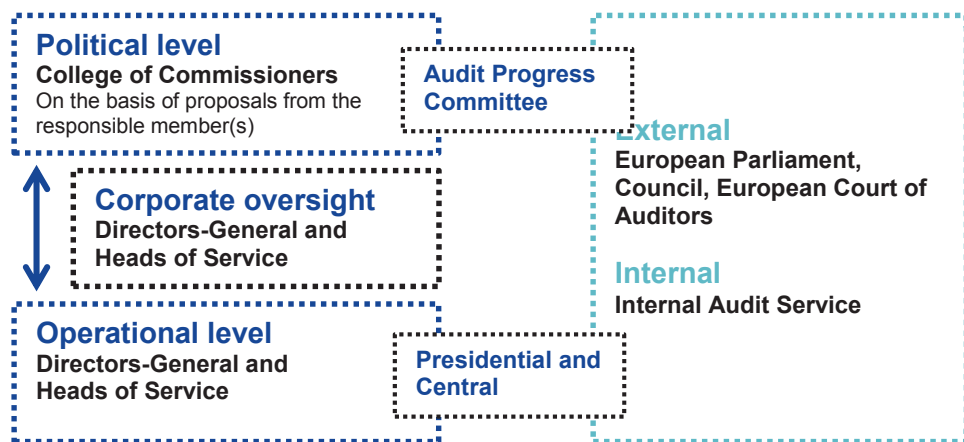 Political level
College of Commissioners
On the basis of proposals from the
responsible member(s)
Audit Progress
Committee
Corporate oversight
Directors-General and
Heads of Service
Operational level
Directors-General and
Heads of Service
Presidential and
Central
External
European Parliament,
Council, European Court of
Auditors
Internal
Internal Audit Service